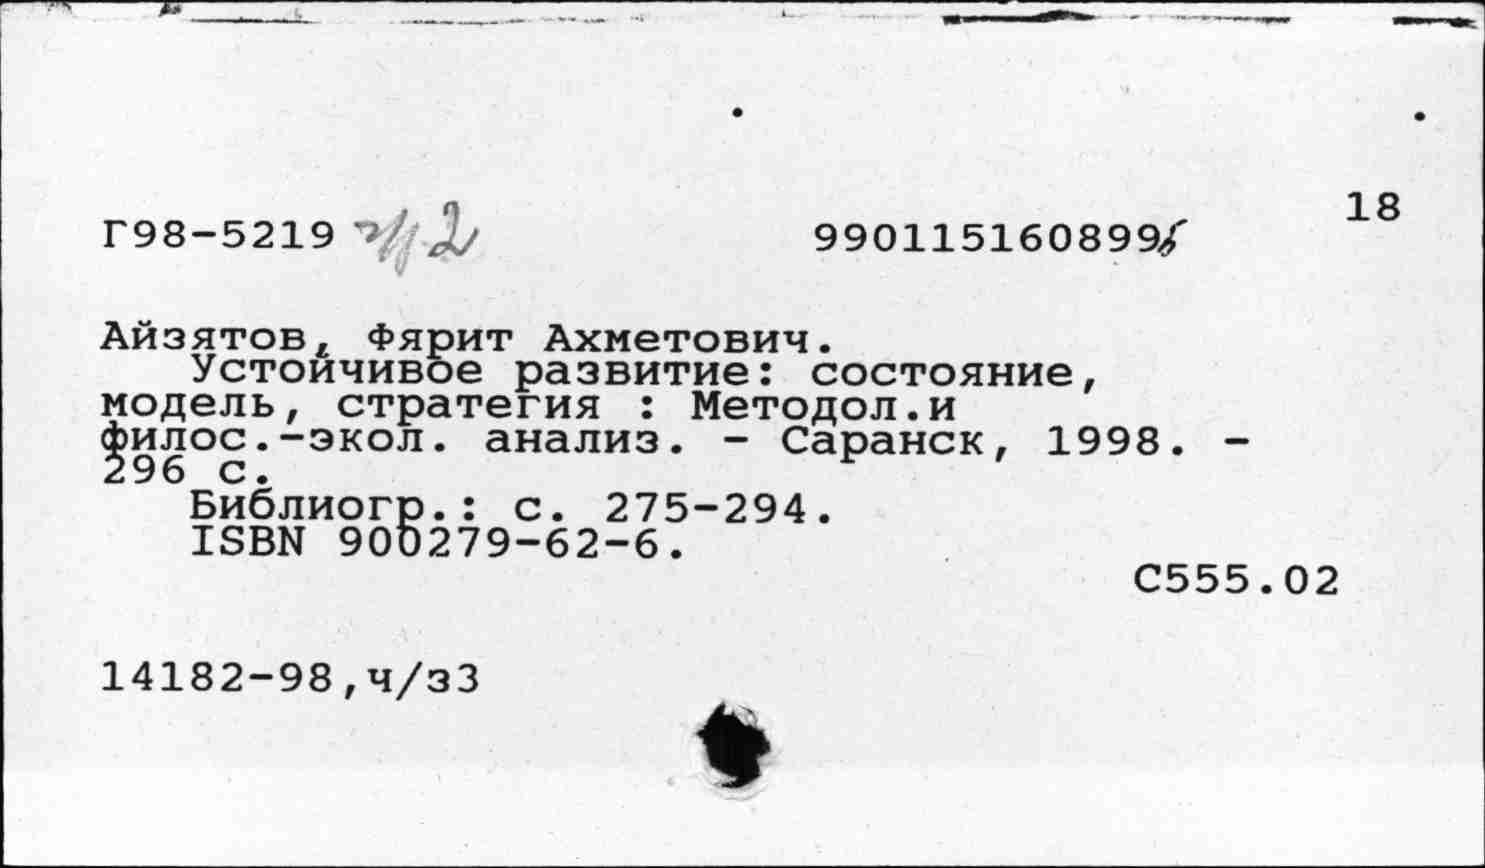 18
Г98-5219 2 9901151608996
Айзятов, Фярит Ахметович.
Устойчивое развитие: состояние,
модель, стратегия : Методол.и
филос.-экол. анализ. - Саранск, 1998. -
296 с.
Библиогр.: с. 275-294.
ISBN 900279-62-6.
С555.02
14182-98,ч/з3